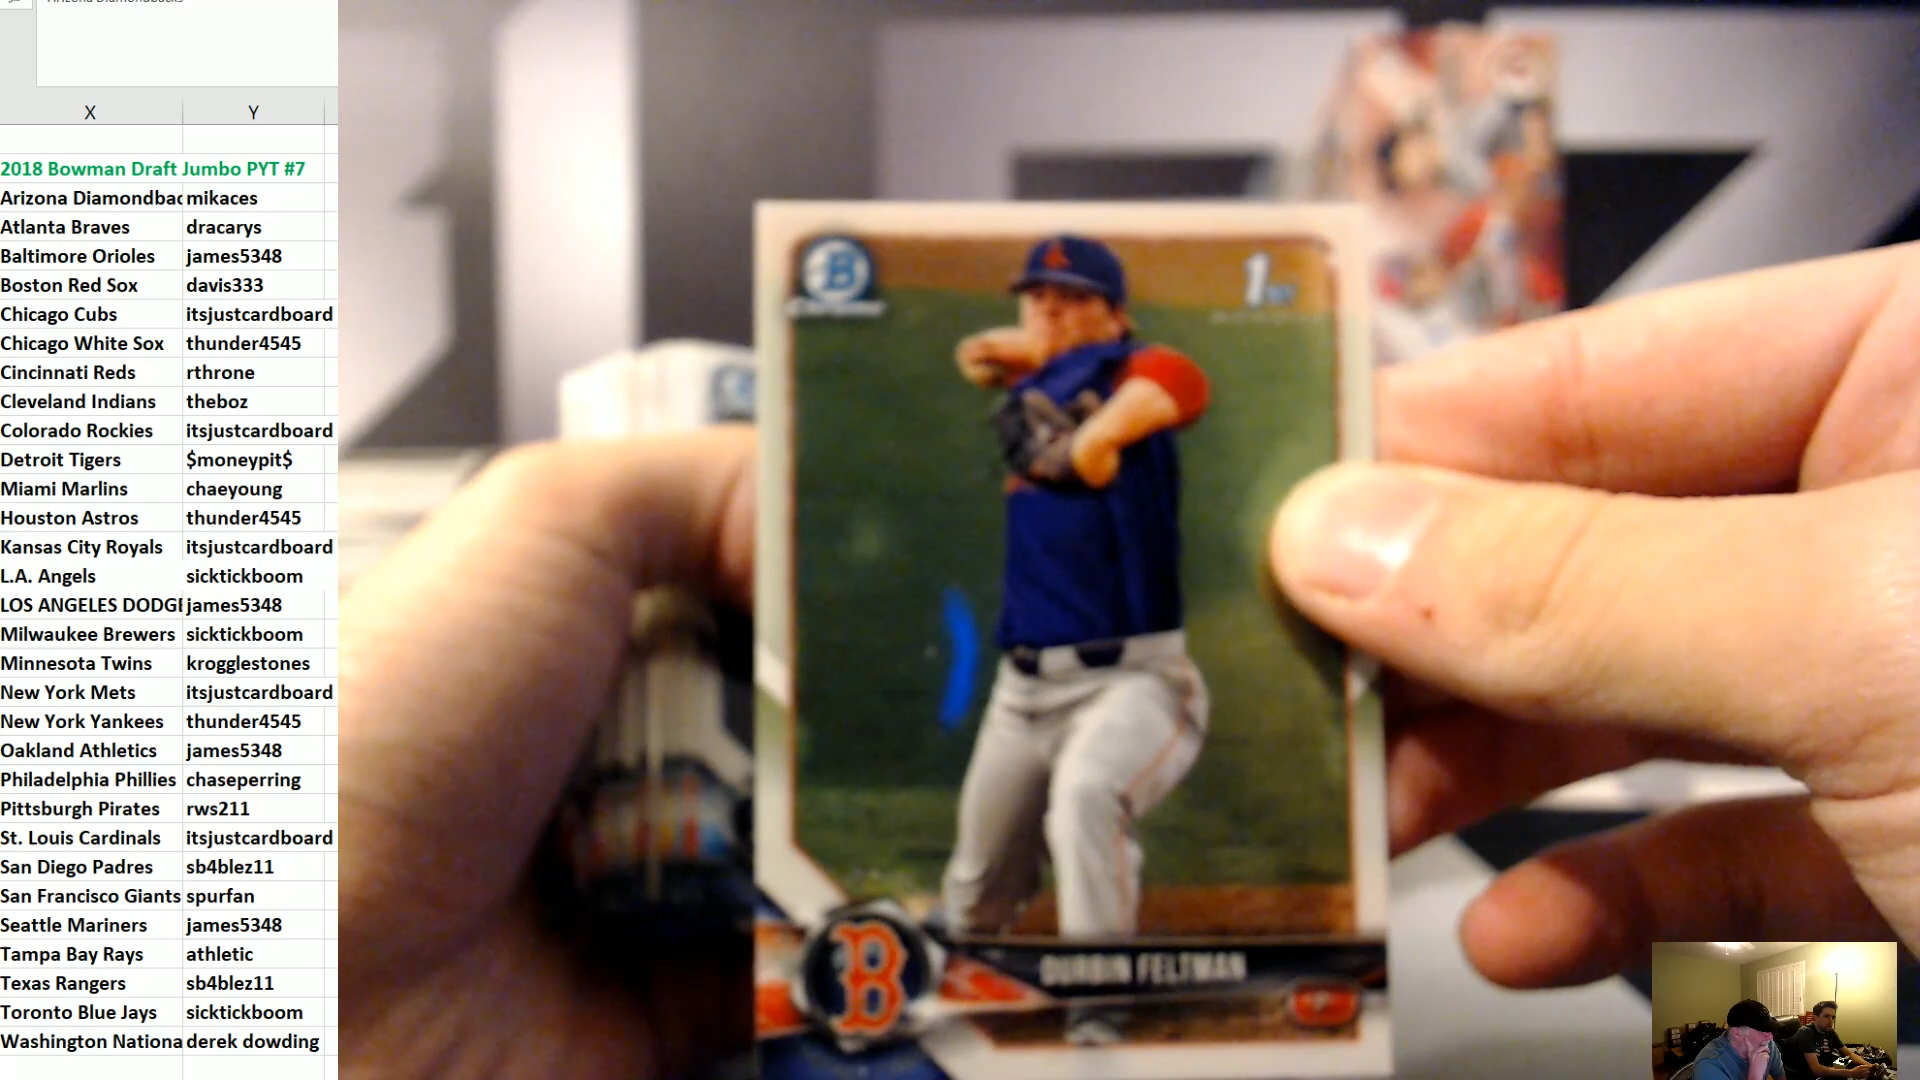 X Y
2018 Bowman Draft Jumbo PYT #7
Arizona Diamondbac mikaces
Atlanta Braves dracarys
Baltimore Orioles james5348
Boston Red Sox davis333
Chicago Cubs itsjustcardboard
Chicago White Sox thunder4545
Cincinnati Reds rthrone
Cleveland Indians theboz
Colorado Rockies itsjustcardboard
Detroit Tigers $moneypit$
Miami Marlins chaeyoung
Houston Astros thunder4545
Kansas City Royals itsjustcardboard
L.A. Angels sicktickboom
LOS ANGELES DODGE james5348
Milwaukee Brewers sicktickboom
Minnesota Twins krogglestones
New York Mets itsjustcardboard
New York Yankees thunder4545
Oakland Athletics james5348
Philadelphia Phillies chaseperring
Pittsburgh Pirates rws211
St. Louis Cardinals itsjustcardboard
San Diego Padres sb4blez11
San Francisco Giants spurfan
Seattle Mariners james5348
Tampa Bay Rays athletic
Texas Rangers sb4blez11
Toronto Blue Jays sicktickboom
Washington Nationa derek dowding
B
Chrome
1ST
B
DURBIN FELTMAN
P